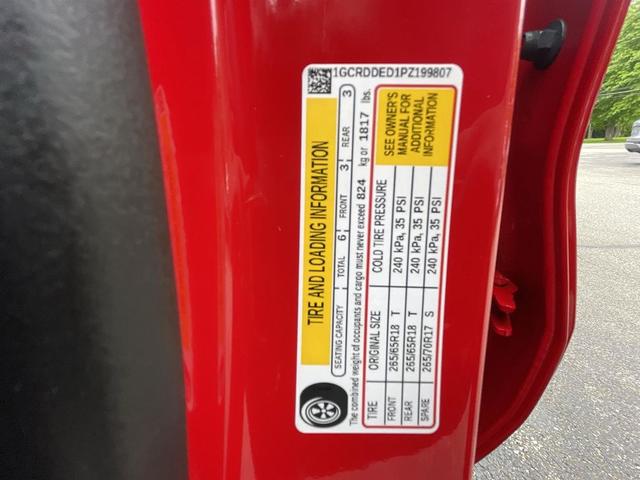 1GCRDDED1PZ199807
TIRE AND LOADING INFORMATION
SEATING CAPACITY TOTAL 6 FRONT 3 REAR 3
The combined weight of occupants and cargo must never exceed 824 kg or 1817 lbs.
TIRE ORIGINAL SIZE COLD TIRE PRESSURE
FRONT 265/65R18 T 240 kPa, 35 PSI
REAR 265/65R18 T 240 kPa, 35 PSI
SPARE 265/70R17 S 240 kPa, 35 PSI
SEE OWNER'S
MANUAL FOR
ADDITIONAL
INFORMATION